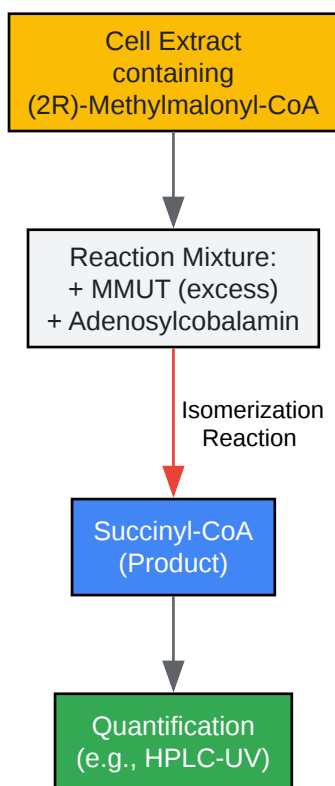 Cell Extract
containing
(2R)-Methylmalonyl-CoA
Reaction Mixture:
+ MMUT (excess)
+ Adenosylcobalamin
Isomerization
Reaction
Succinyl-CoA
(Product)
Quantification
(e.g., HPLC-UV)